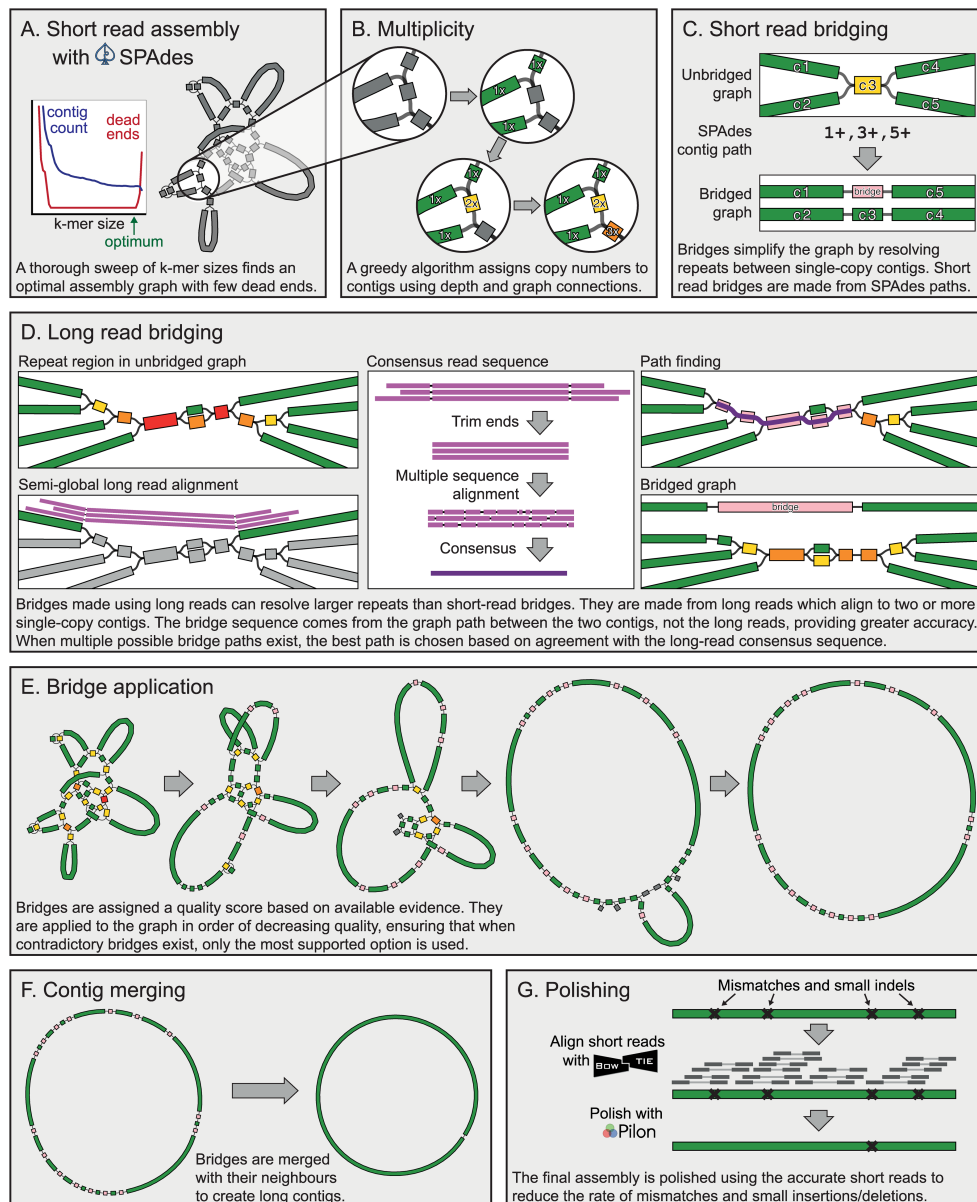 A. Short read assembly
with SPAdes
contig
count
dead
ends
k-mer size
optimum
A thorough sweep of k-mer sizes finds an
optimal assembly graph with few dead ends.
B. Multiplicity
1x
1x
1x
1x
2x
1x
1x
1x
2x
3x
1x
1x
A greedy algorithm assigns copy numbers to
contigs using depth and graph connections.
C. Short read bridging
Unbridged
graph
c1
c4
c3
c2
c5
SPAdes
contig path
1+,3+,5+
Bridged
graph
c1
bridge
c5
c2
c3
c4
Bridges simplify the graph by resolving
repeats between single-copy contigs. Short
read bridges are made from SPAdes paths.
D. Long read bridging
Repeat region in unbridged graph
Semi-global long read alignment
Consensus read sequence
Trim ends
Multiple sequence
alignment
Consensus
Path finding
Bridged graph
bridge
Bridges made using long reads can resolve larger repeats than short-read bridges. They are made from long reads which align to two or more
single-copy contigs. The bridge sequence comes from the graph path between the two contigs, not the long reads, providing greater accuracy.
When multiple possible bridge paths exist, the best path is chosen based on agreement with the long-read consensus sequence.
E. Bridge application
Bridges are assigned a quality score based on available evidence. They
are applied to the graph in order of decreasing quality, ensuring that when
contradictory bridges exist, only the most supported option is used.
F. Contig merging
Bridges are merged
with their neighbours
to create long contigs.
G. Polishing
Mismatches and small indels
Align short reads
with BOW TIE
Polish with
Pilon
The final assembly is polished using the accurate short reads to
reduce the rate of mismatches and small insertions/deletions.